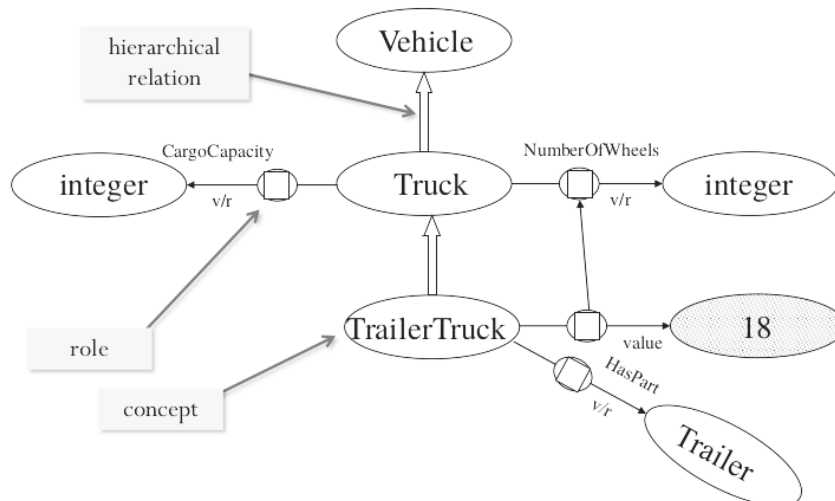 Vehicle
hierarchical
relation
CargoCapacity
NumberOfWheels
integer
v/r
Truck
v/r
integer
TrailerTruck
value
18
role
HasPart
v/r
concept
Trailer